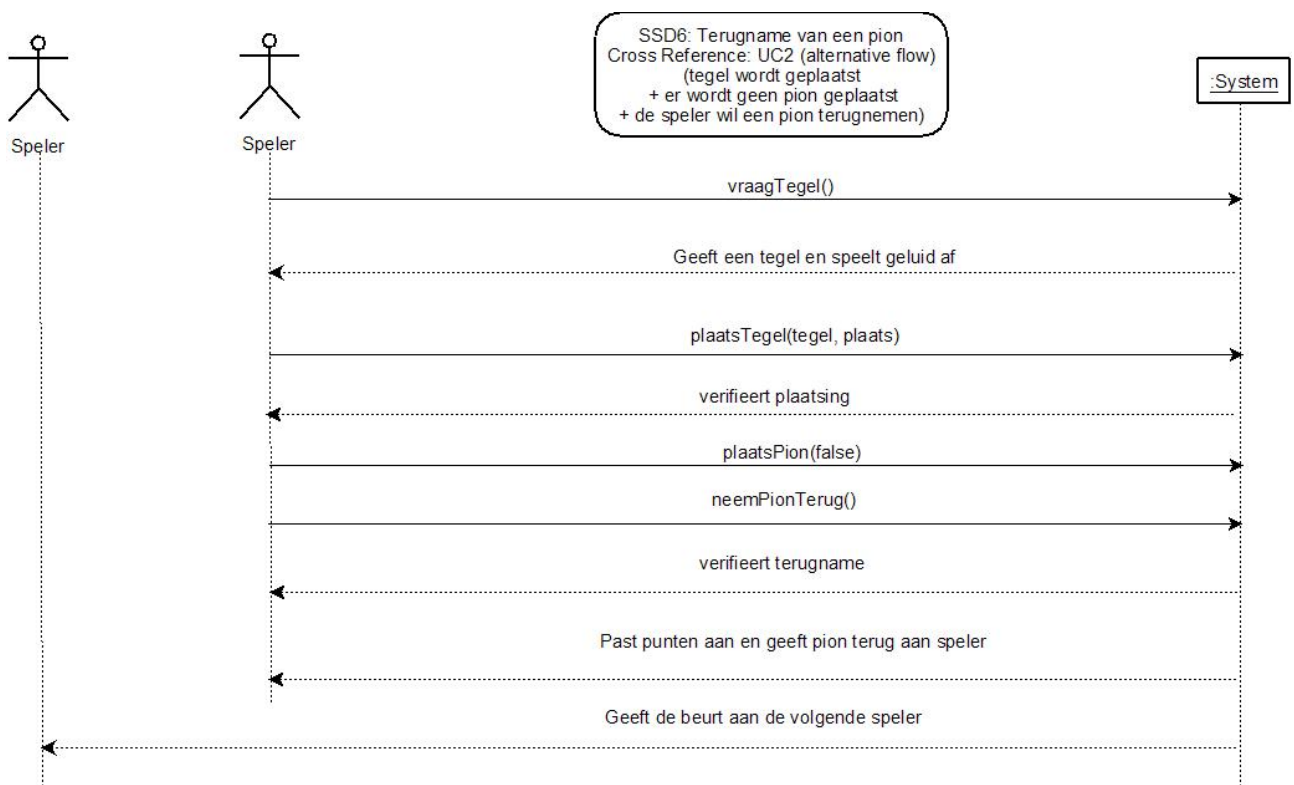 SSD6: Terugname van een pion
Cross Reference: UC2 (alternative flow)
(tegel wordt geplaatst
+ er wordt geen pion geplaatst
+ de speler wil een pion terugnemen)
:System
Speler
Speler
vraagTegel()
Geeft een tegel en speelt geluid af
plaatsTegel(tegel, plaats)
verifieert plaatsing
plaatsPion(false)
neemPionTerug()
verifieert terugname
Past punten aan en geeft pion terug aan speler
Geeft de beurt aan de volgende speler